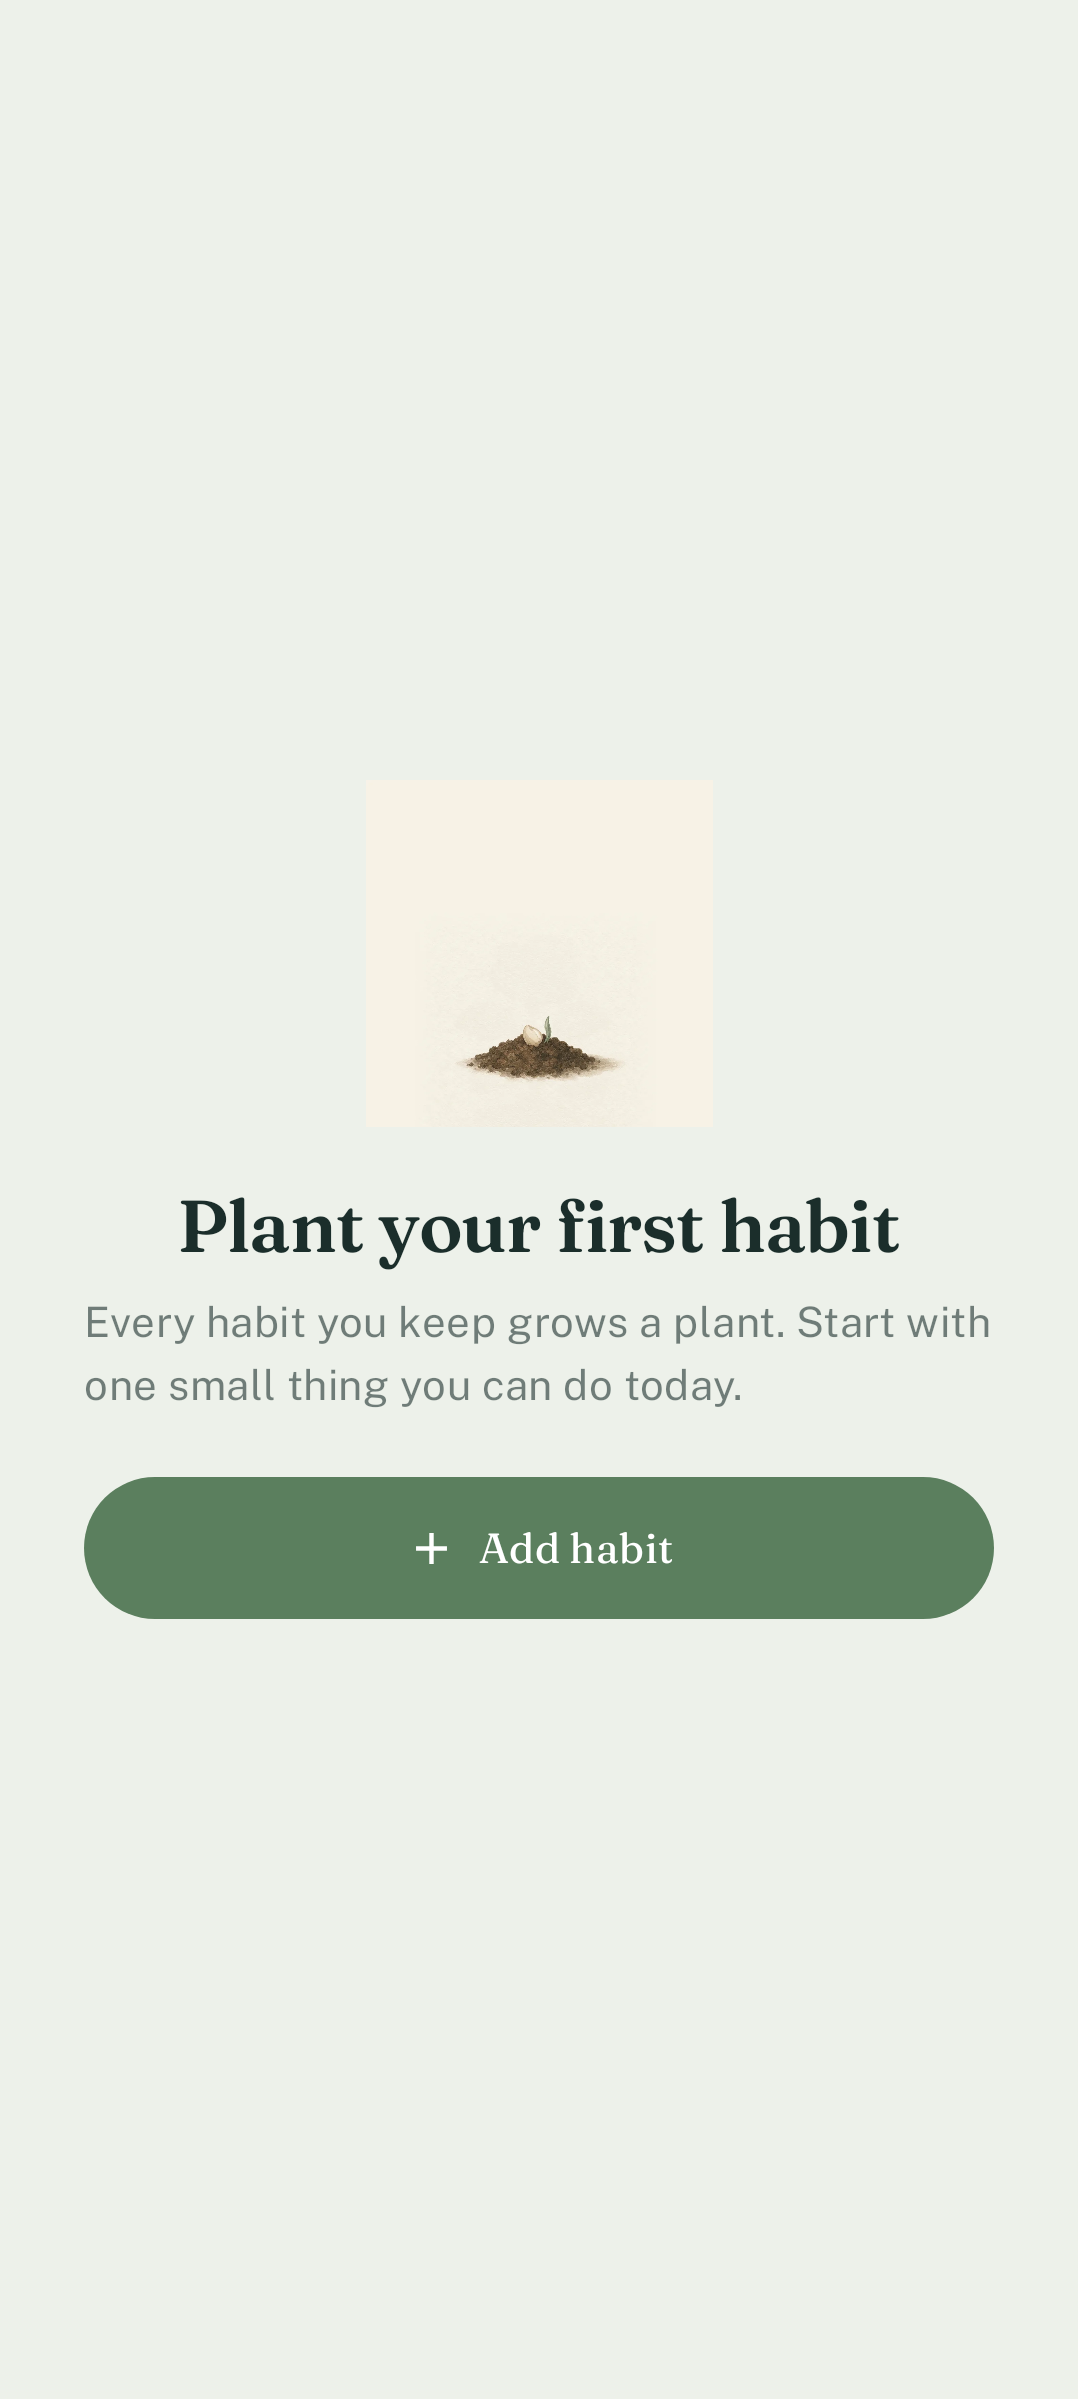 Plant your first habit
Every habit you keep grows a plant. Start with
one small thing you can do today.
+ Add habit